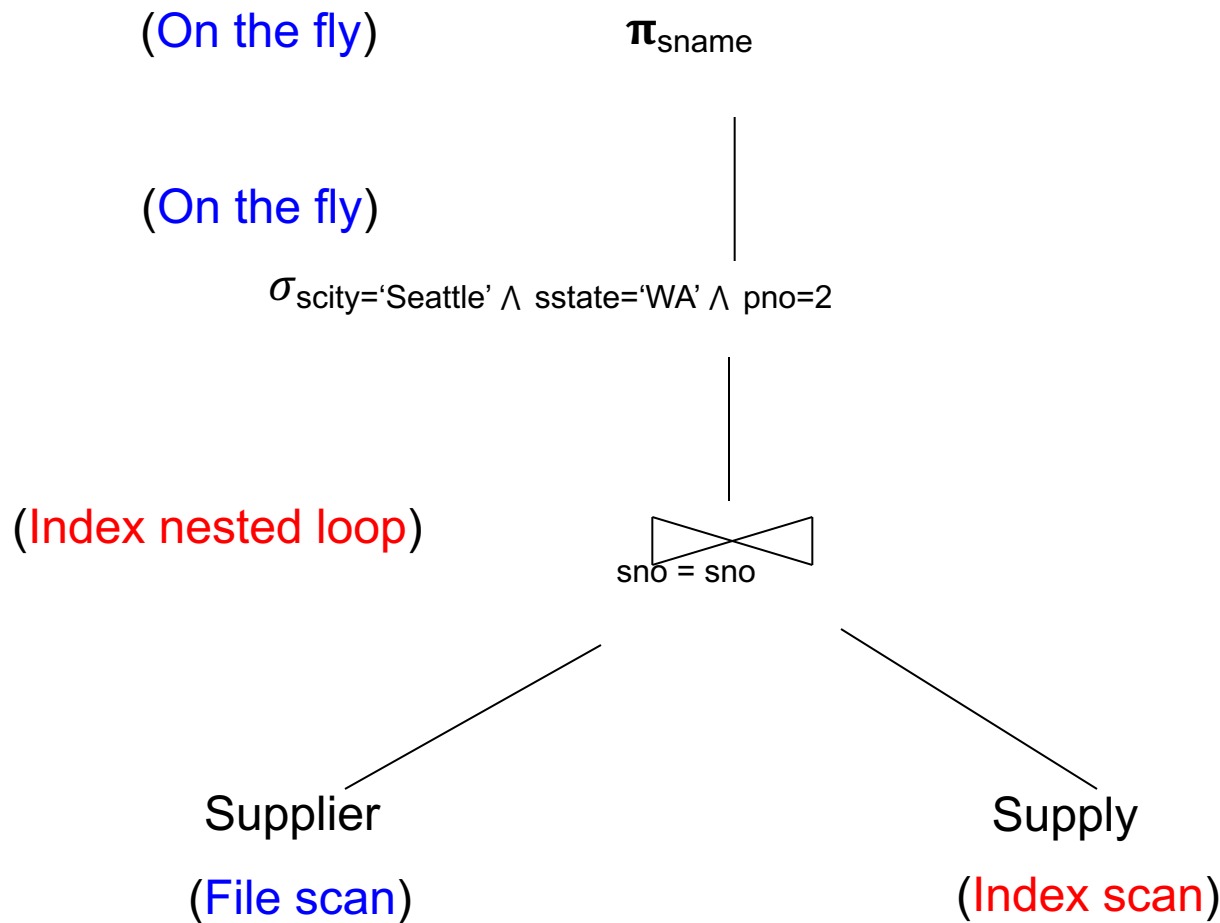 (On the fly) 𝛑sname
(On the fly)
σscity=‘Seattle’ ∧ sstate=‘WA’ ∧ pno=2
(Index nested loop)
sno = sno
Supplier Supply
(File scan) (Index scan)